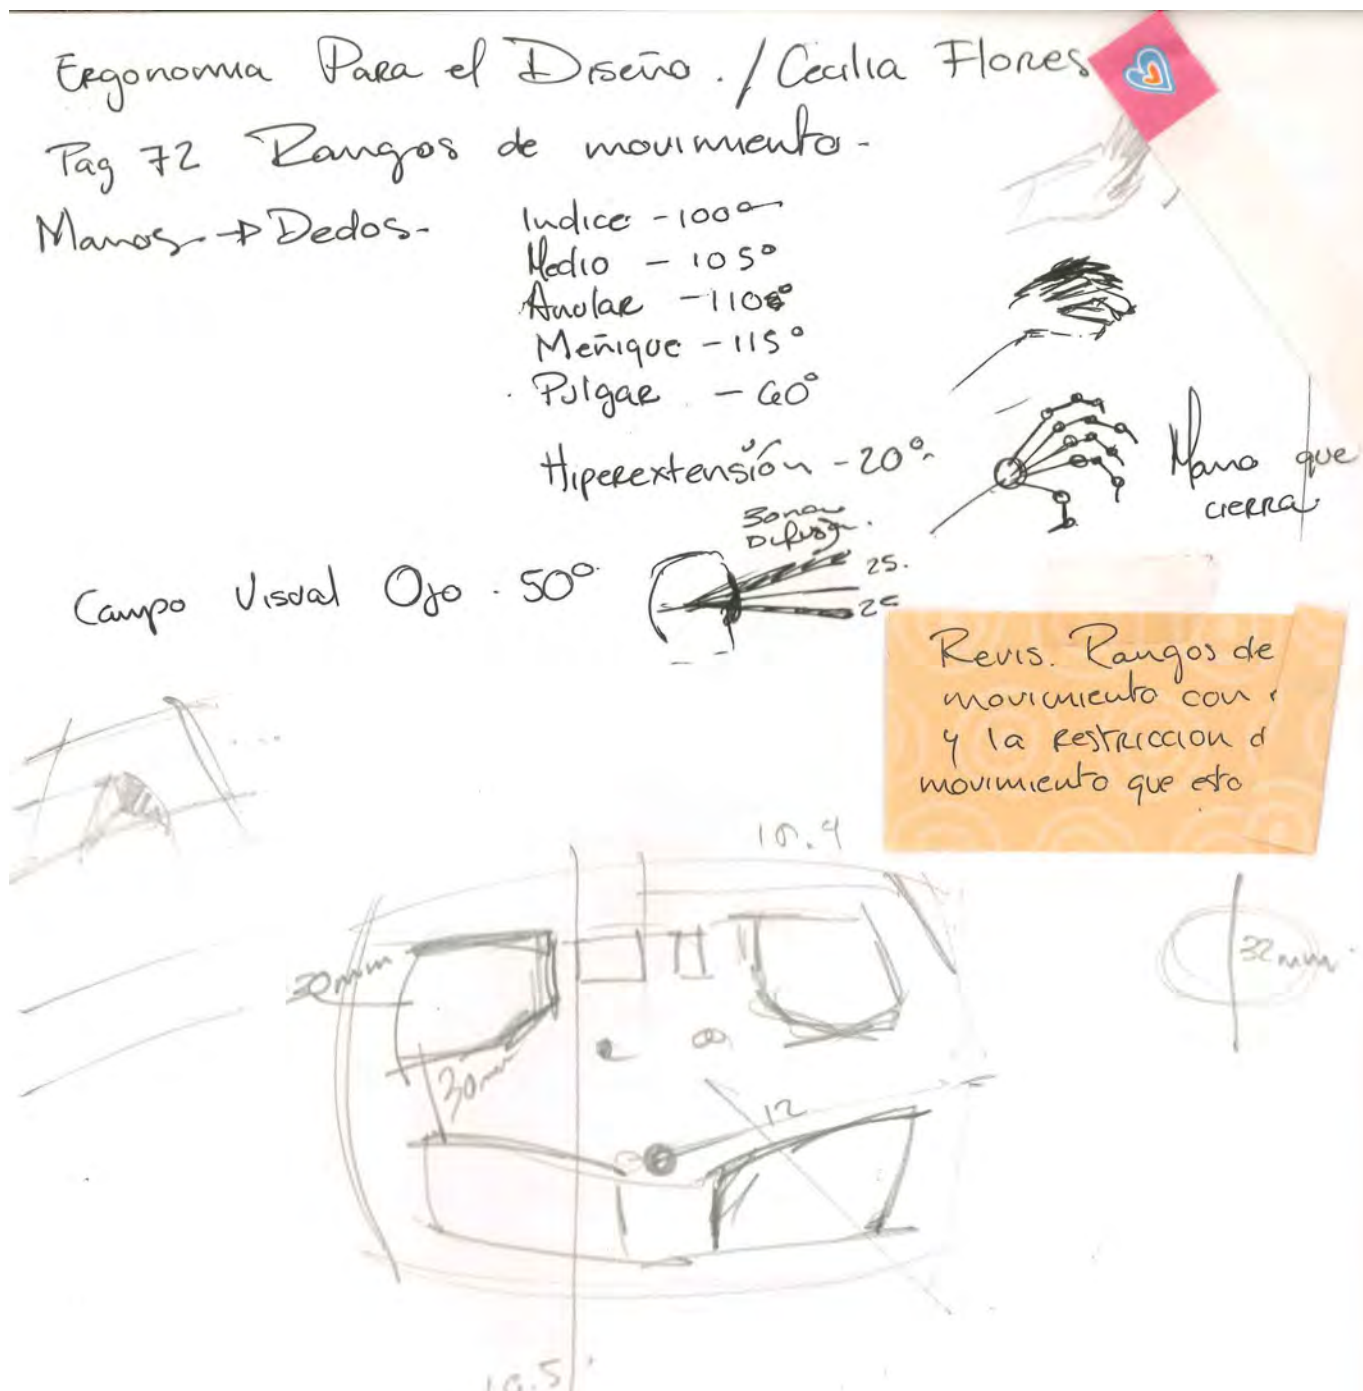 Ergonomia Para el Diseño. / Cecilia Flores
Pag 72 Rangos de movimiento-
Manos → Dedos-
Indice - 100°
Medio - 105°
Anular - 110°
Meñique - 115°
Pulgar - 60°
Hiperextensión - 20°
Mano que
cierra
Zona
Difusa.
Campo Visual Ojo. 50°
25.
25
Revis. Rangos de
movimiento con
y la restriccion d
movimiento que esto
10.4
30mm
32mm.
30mm
12
10.5